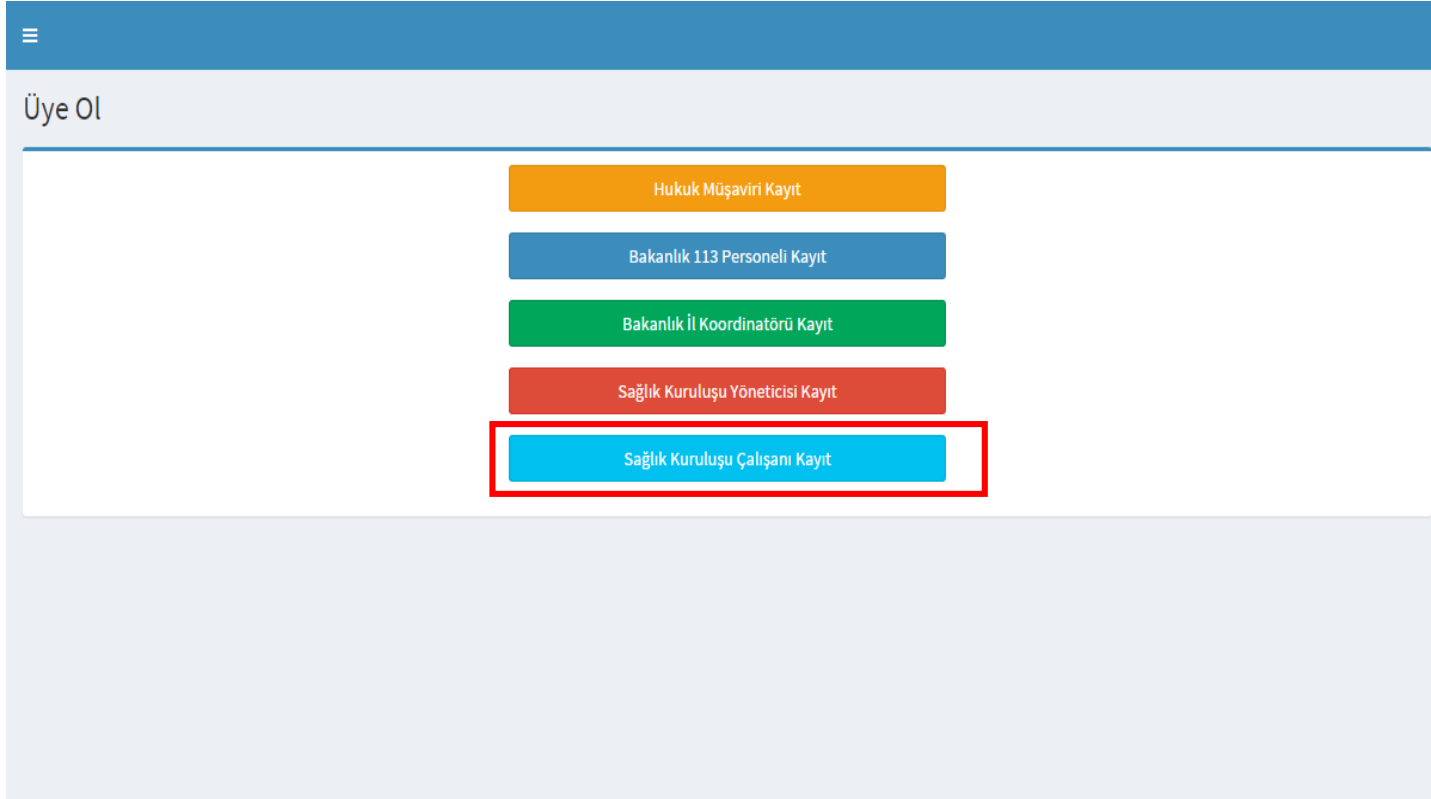 Üye Ol
Hukuk Müşaviri Kayıt
Bakanlık 113 Personeli Kayıt
Bakanlık İl Koordinatörü Kayıt
Sağlık Kuruluşu Yöneticisi Kayıt
Sağlık Kuruluşu Çalışanı Kayıt